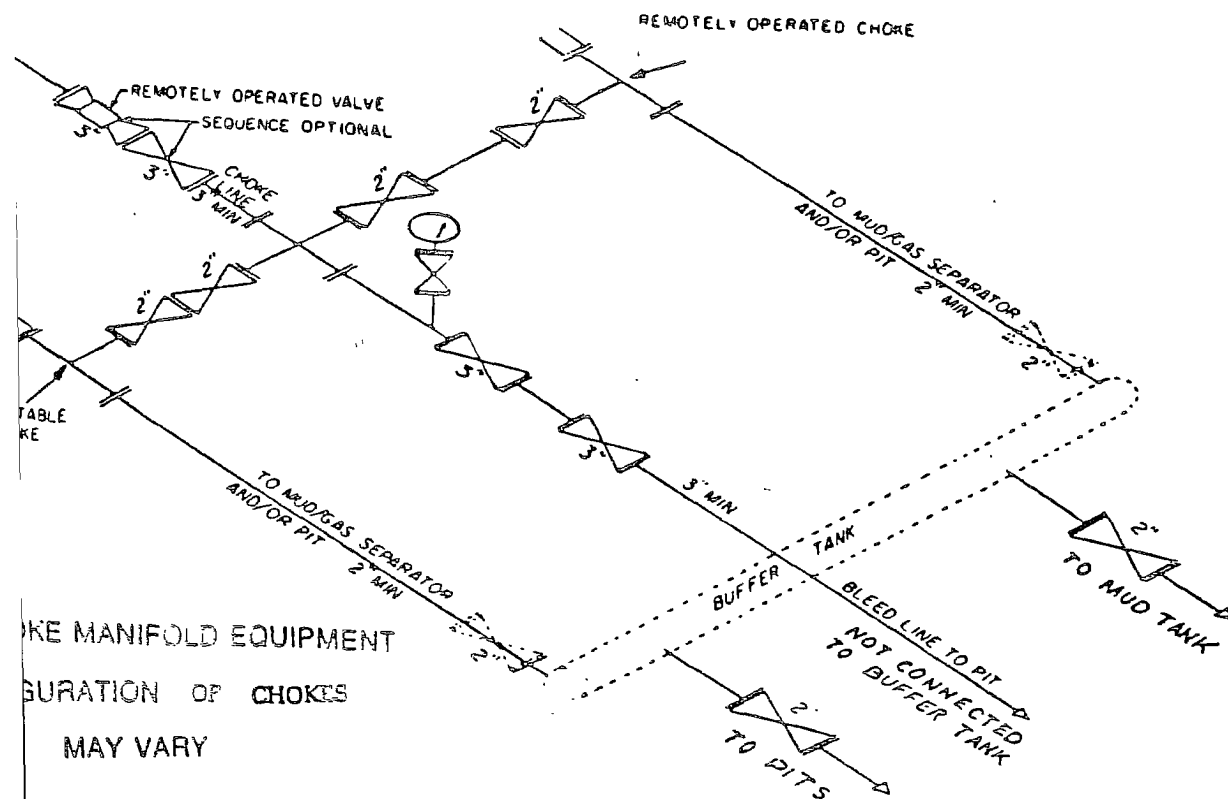 REMOTELY OPERATED CHOKE
REMOTELY OPERATED VALVE
SEQUENCE OPTIONAL
3"
3"
CHOKE
LINE
3" MIN
2"
2"
2"
2"
TO MUD/GAS SEPARATOR
AND/OR PIT
2" MIN
2"
TABLE
KE
3"
3"
3" MIN
TO MUD/GAS SEPARATOR
AND/OR PIT
2" MIN
2"
BUFFER TANK
2"
TO MUD TANK
BLEED LINE TO PIT
NOT CONNECTED
TO BUFFER TANK
2"
TO PITS
OKE MANIFOLD EQUIPMENT
GURATION OF CHOKES
MAY VARY